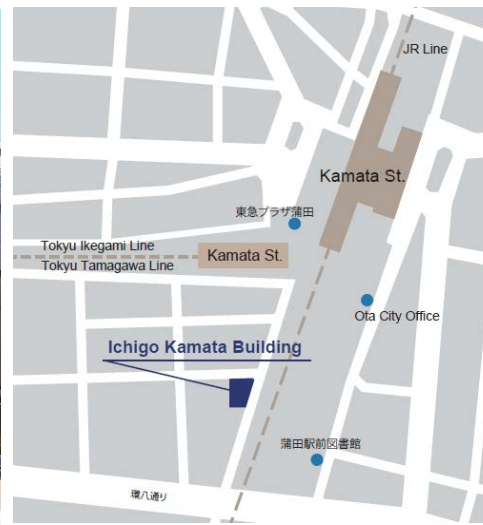 JR Line
Kamata St.
東急プラザ蒲田
Tokyu Ikegami Line
Kamata St.
Tokyu Tamagawa Line
Ota City Office
Ichigo Kamata Building
蒲田駅前図書館
環八通り